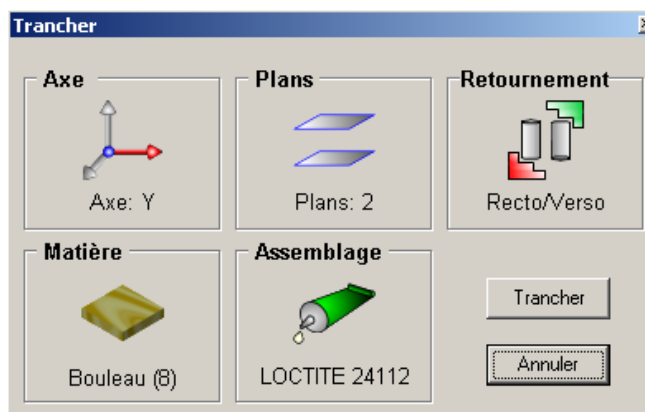 Trancher
Axe
Plans
Retournement
Axe: Y
Plans: 2
Recto/Verso
Matière
Assemblage
Trancher
Bouleau (8)
LOCTITE 24112
Annuler